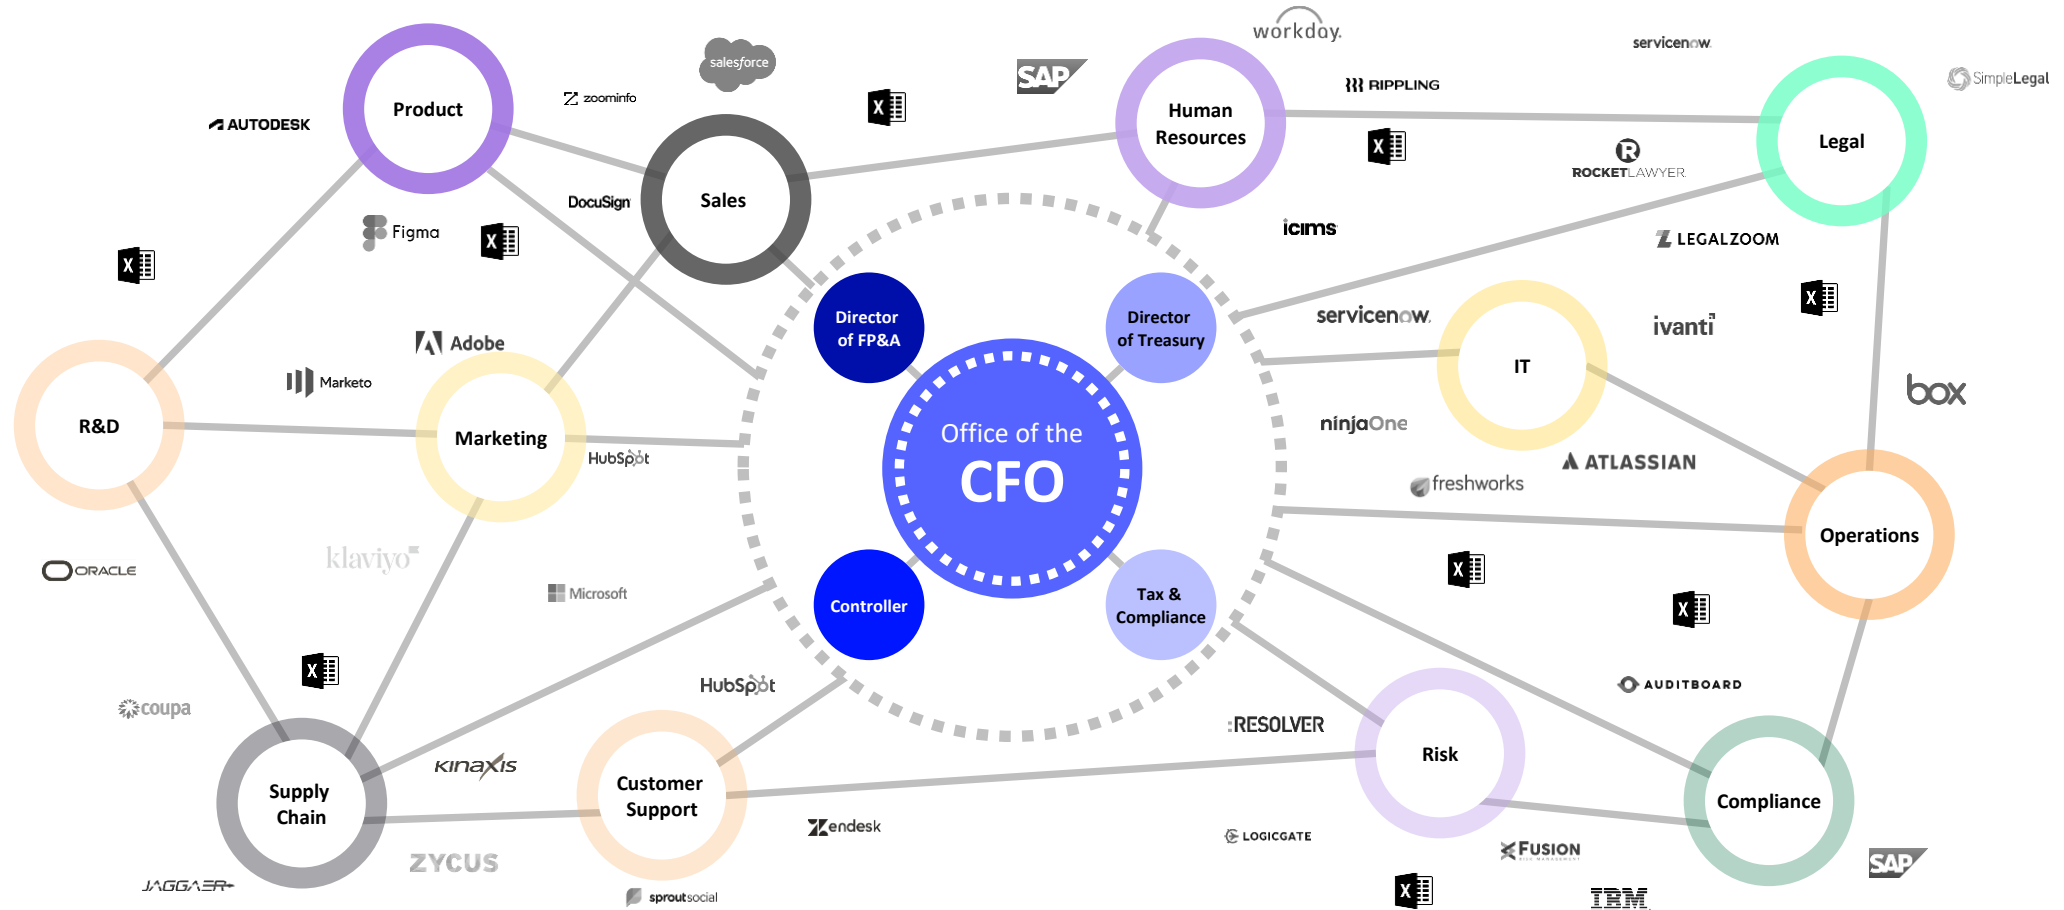 workday.
servicenow.
salesforce
SAP
SimpleLegal
Product
zoominfo
RIPPLING
X
Human
Resources
AUTODESK
X
Legal
ROCKETLAWYER
DocuSign
Sales
Figma
X
icims
LEGALZOOM
X
X
Director
of FP&A
Director
of Treasury
servicenow.
ivanti
Adobe
Marketo
IT
box
R&D
Marketing
HubSpot
Office of the
CFO
ninjaOne
ATLASSIAN
freshworks
Operations
klaviyo
ORACLE
Microsoft
X
Controller
Tax &
Compliance
X
X
HubSpot
AUDITBOARD
coupa
RESOLVER
Risk
KINAXIS
Supply
Chain
Customer
Support
Compliance
Zendesk
LOGICGATE
FUSION
RISK MANAGEMENT
ZYCUS
SAP
JAGGAER
sproutsocial
X
IBM